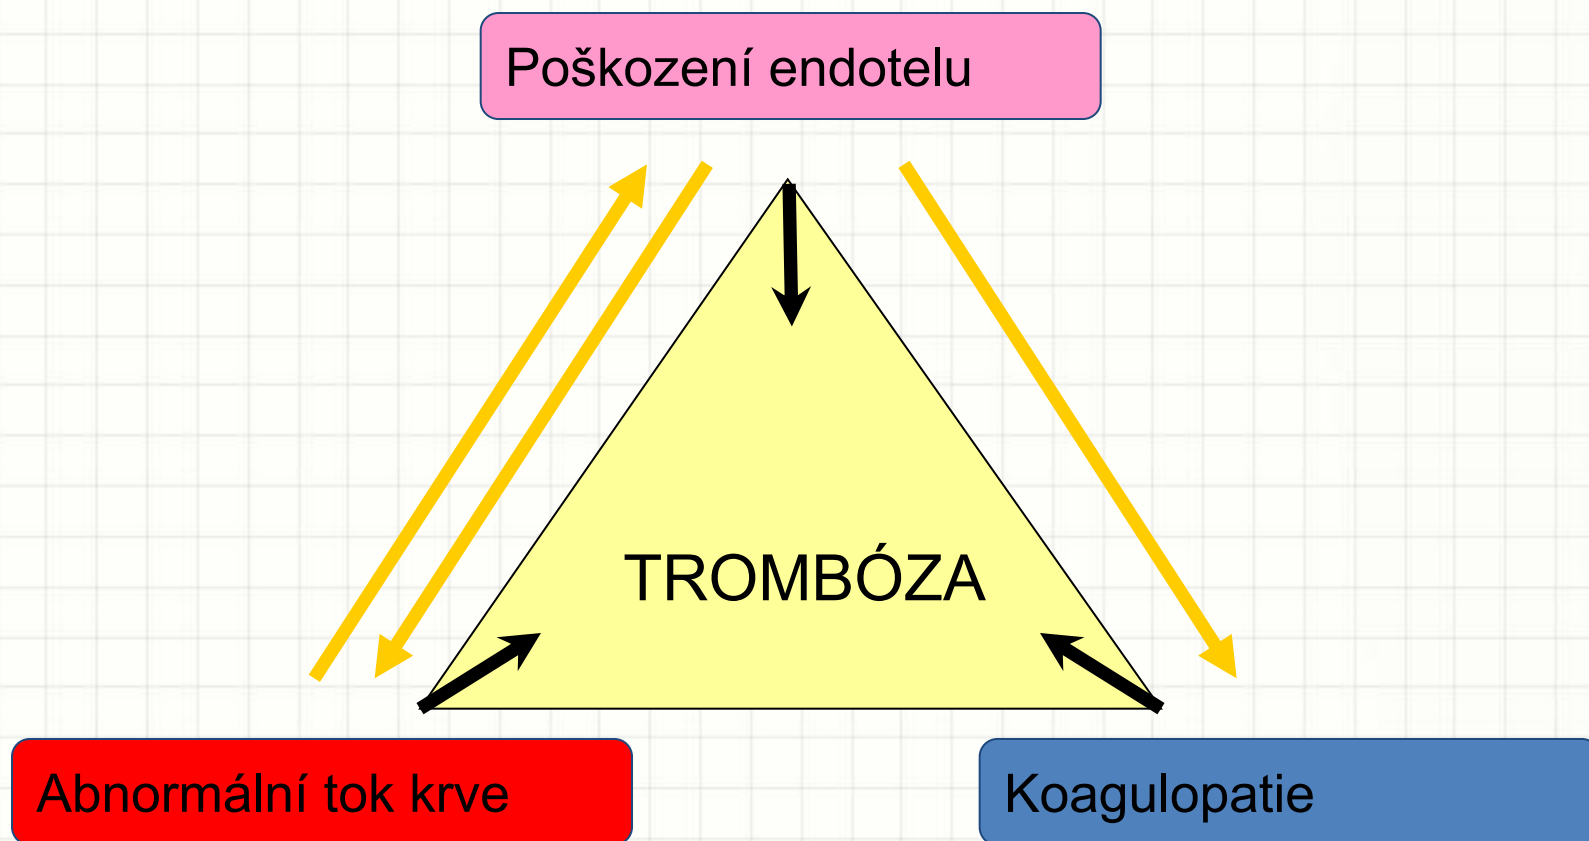 Poškození endotelu
TROMBÓZA
Abnormální tok krve
Koagulopatie